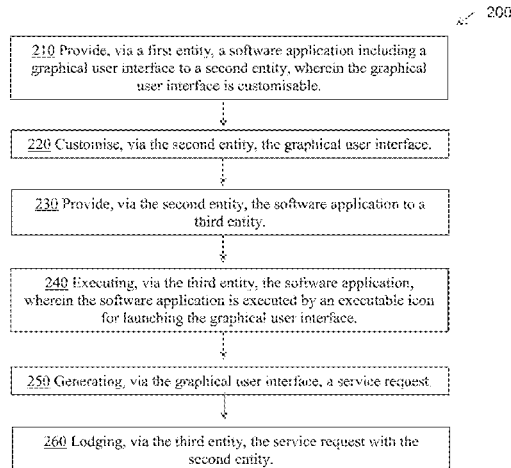 200
210 Provide, via a first entity, a software application including a
graphical user interface to a second entity, wherein the graphical
user interface is customisable.
220 Customise, via the second entity, the graphical user interface.
230 Provide, via the second entity, the software application to a
third entity.
240 Executing, via the third entity, the software application,
wherein the software application is executed by an executable icon
for launching the graphical user interface.
250 Generating, via the graphical user interface, a service request.
260 Lodging, via the third entity, the service request with the
second entity.